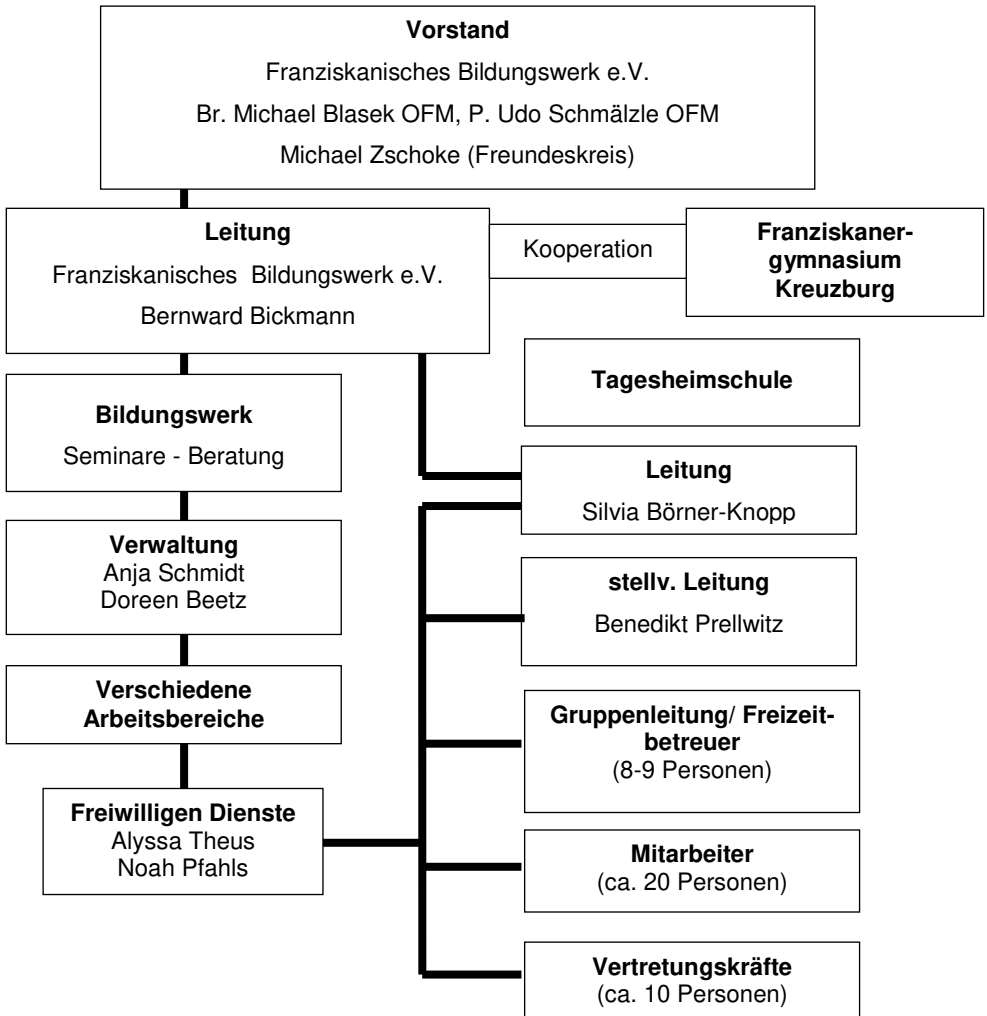 Vorstand
Franziskanisches Bildungswerk e.V.
Br. Michael Blasek OFM, P. Udo Schmälzle OFM
Michael Zschoke (Freundeskreis)
Leitung
Franziskanisches Bildungswerk e.V.
Bernward Bickmann
Kooperation
Franziskaner-
gymnasium
Kreuzburg
Bildungswerk
Seminare - Beratung
Verwaltung
Anja Schmidt
Doreen Beetz
Verschiedene
Arbeitsbereiche
Freiwilligen Dienste
Alyssa Theus
Noah Pfahls
Tagesheimschule
Leitung
Silvia Börner-Knopp
stellv. Leitung
Benedikt Prellwitz
Gruppenleitung/ Freizeit-
betreuer
(8-9 Personen)
Mitarbeiter
(ca. 20 Personen)
Vertretungskräfte
(ca. 10 Personen)